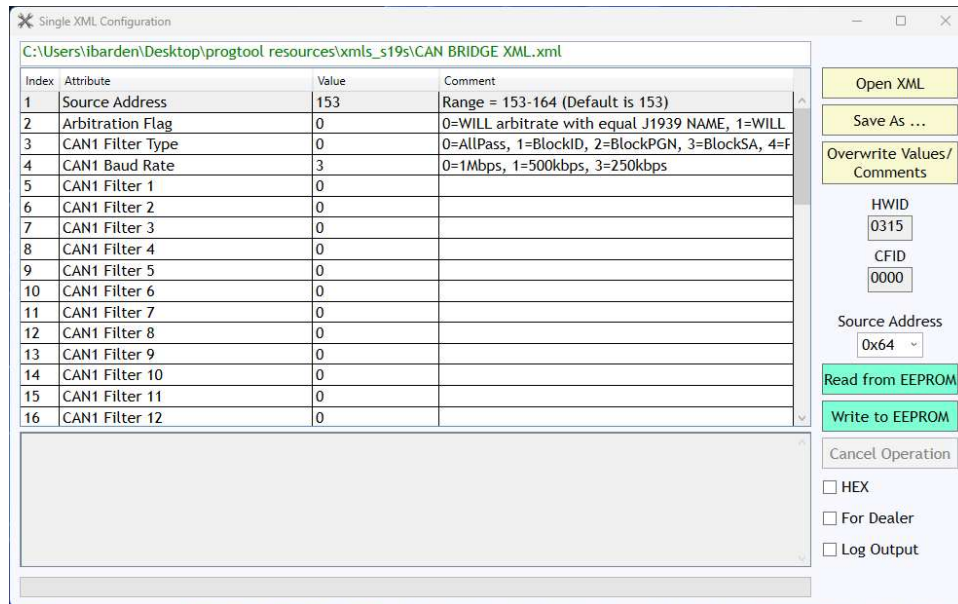 Single XML Configuration
C:\Users\ibarden\Desktop\progtool resources\xmls_s19s\CAN BRIDGE XML.xml
Index Attribute Value Comment
1 Source Address 153 Range = 153-164 (Default is 153)
2 Arbitration Flag 0 0=WILL arbitrate with equal J1939 NAME, 1=WILL
3 CAN1 Filter Type 0 0=AllPass, 1=BlockID, 2=BlockPGN, 3=BlockSA, 4=F
4 CAN1 Baud Rate 3 0=1Mbps, 1=500kbps, 3=250kbps
5 CAN1 Filter 1 0
6 CAN1 Filter 2 0
7 CAN1 Filter 3 0
8 CAN1 Filter 4 0
9 CAN1 Filter 5 0
10 CAN1 Filter 6 0
11 CAN1 Filter 7 0
12 CAN1 Filter 8 0
13 CAN1 Filter 9 0
14 CAN1 Filter 10 0
15 CAN1 Filter 11 0
16 CAN1 Filter 12 0
Open XML
Save As ...
Overwrite Values/
Comments
HWID
0315
CFID
0000
Source Address
0x64
Read from EEPROM
Write to EEPROM
Cancel Operation
HEX
For Dealer
Log Output